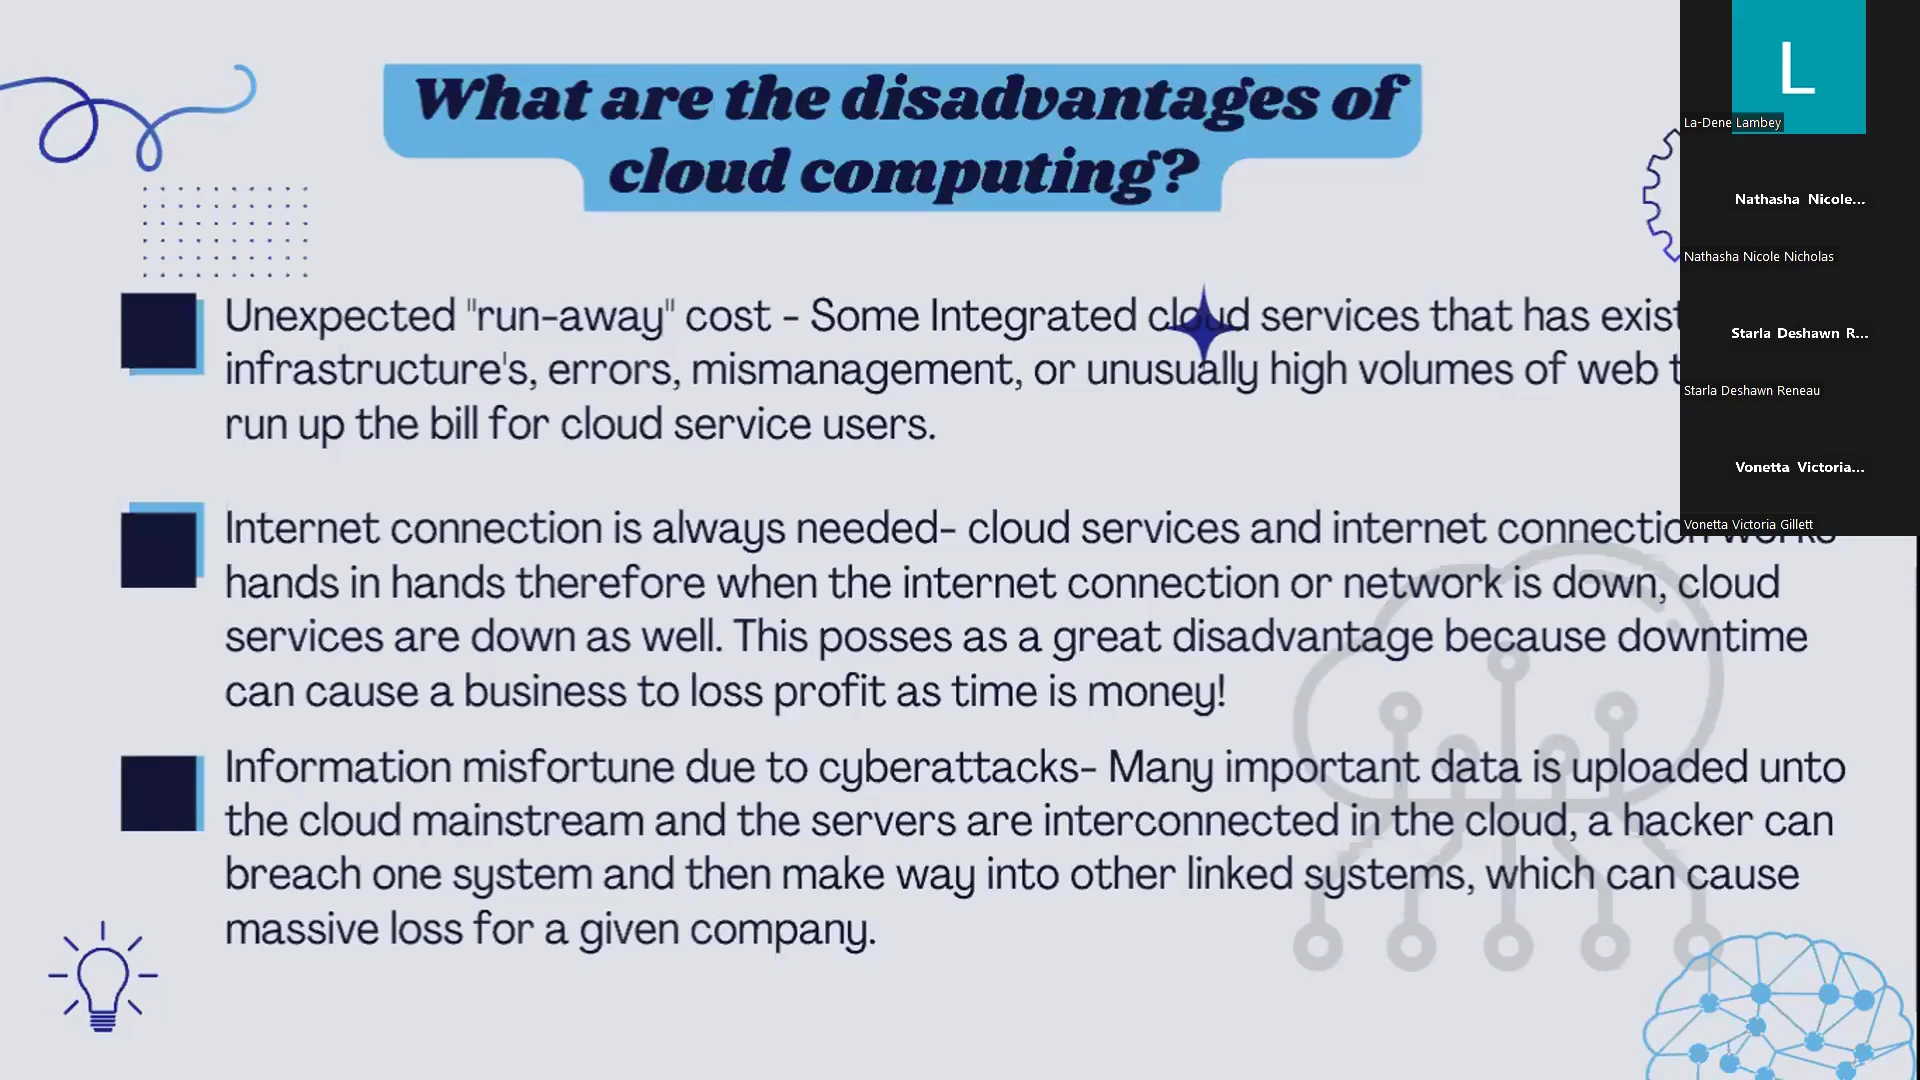 What are the disadvantages of
cloud computing?
Unexpected "run-away" cost - Some Integrated cloud services that has
infrastructure's, errors, mismanagement, or unusually high volumes of web
run up the bill for cloud service users.
Internet connection is always needed- cloud services and internet connection works
hands in hands therefore when the internet connection or network is down, cloud
services are down as well. This posses as a great disadvantage because downtime
can cause a business to loss profit as time is money!
Information misfortune due to cyberattacks- Many important data is uploaded unto
the cloud mainstream and the servers are interconnected in the cloud, a hacker can
breach one system and then make way into other linked systems, which can cause
massive loss for a given company.
L
La-Dene Lambey
Nathasha Nicole...
Nathasha Nicole Nicholas
Starla Deshawn R...
Starla Deshawn Reneau
Vonetta Victoria...
Vonetta Victoria Gillett